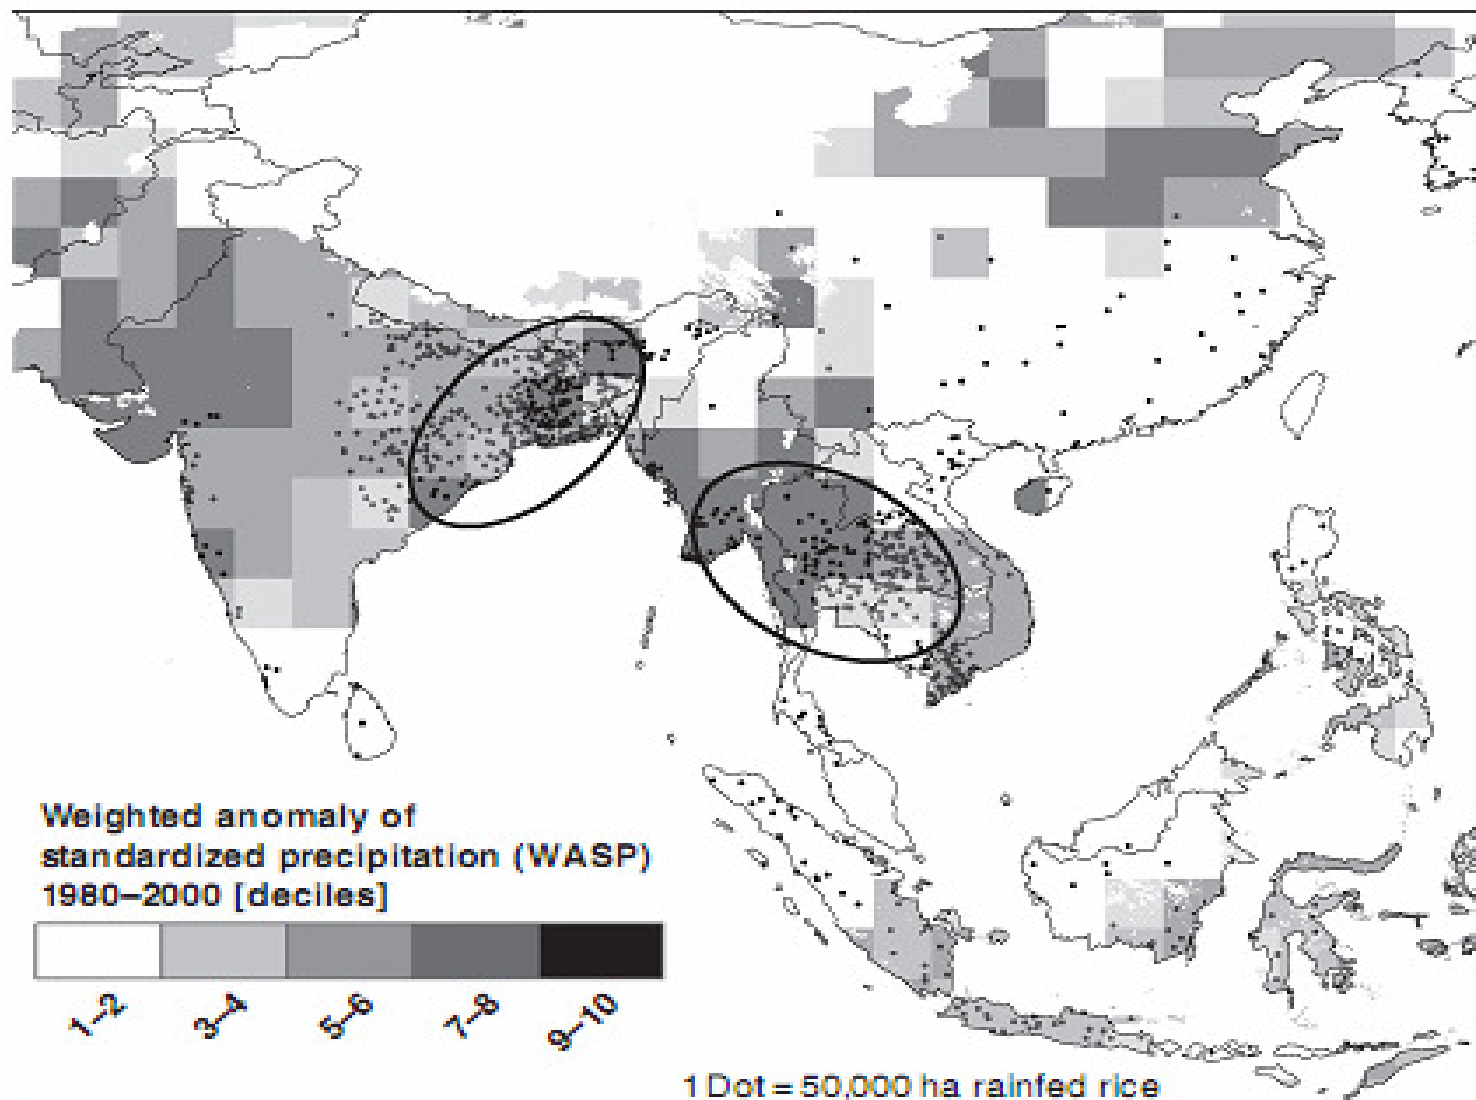 Weighted anomaly of
standardized precipitation (WASP)
1980–2000 [deciles]
1–2
3–4
5–6
7–8
9–10
1 Dot = 50,000 ha rainfed rice